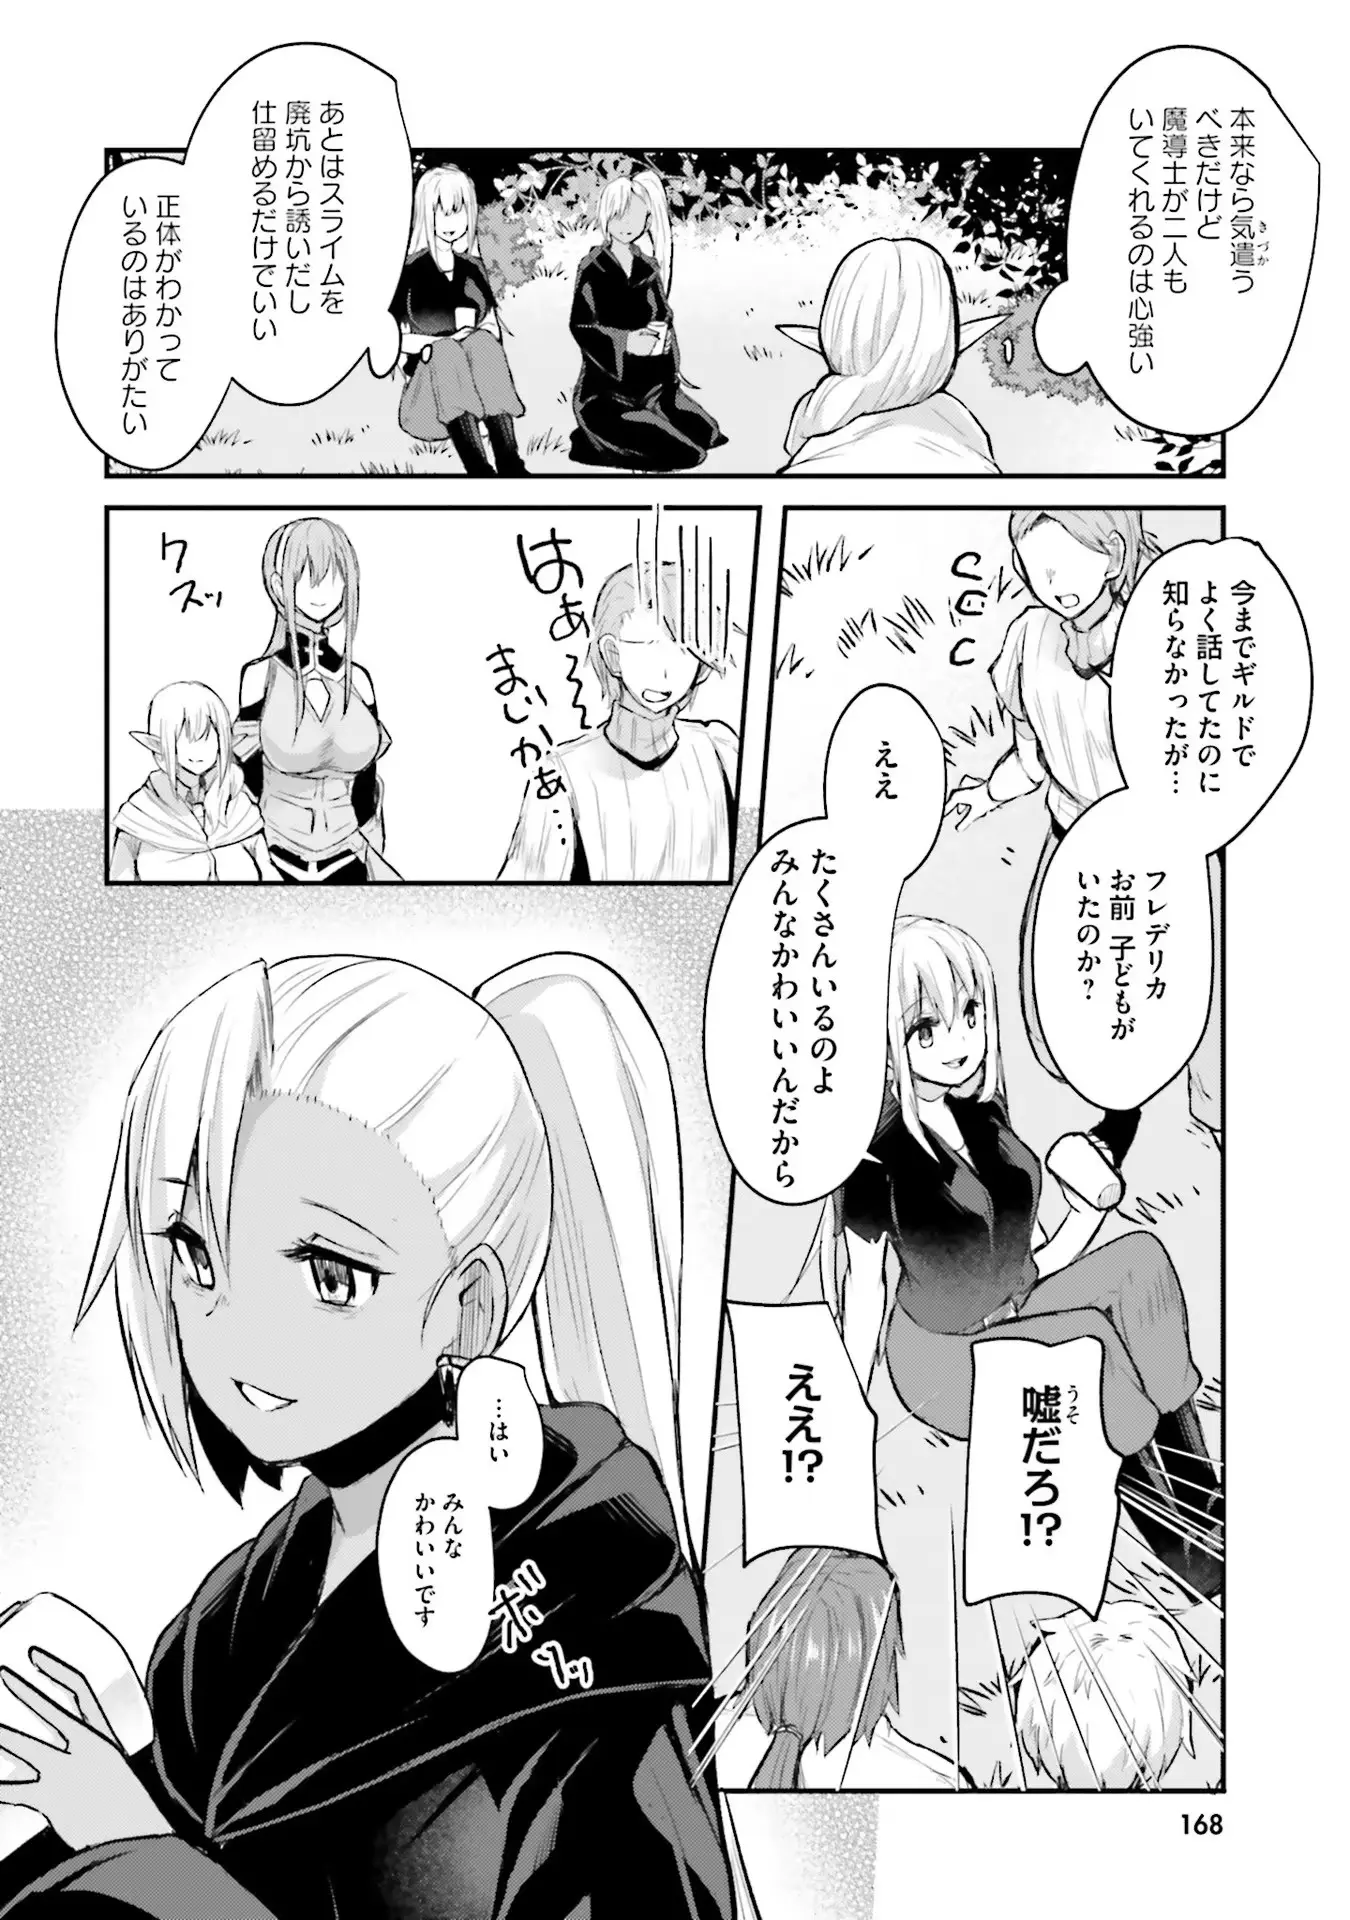 本来なら気遣う
べきだけど
魔導士が二人も
いてくれるのは心強い
きづか
あとはスライムを
廃坑から誘いだし
仕留めるだけでいい
正体がわかって
いるのはありがたい
今までギルドで
よく話してたのに
知らなかったが…
フレデリカ
お前 子どもが
いたのか?
ええ
たくさんいるのよ
みんなかわいいんだから
はぁ〜
まいかぁ…
クスッ
嘘だろ!?
うそ
ええ!?
…はい
みんな
かわいいです
ボソッ
168